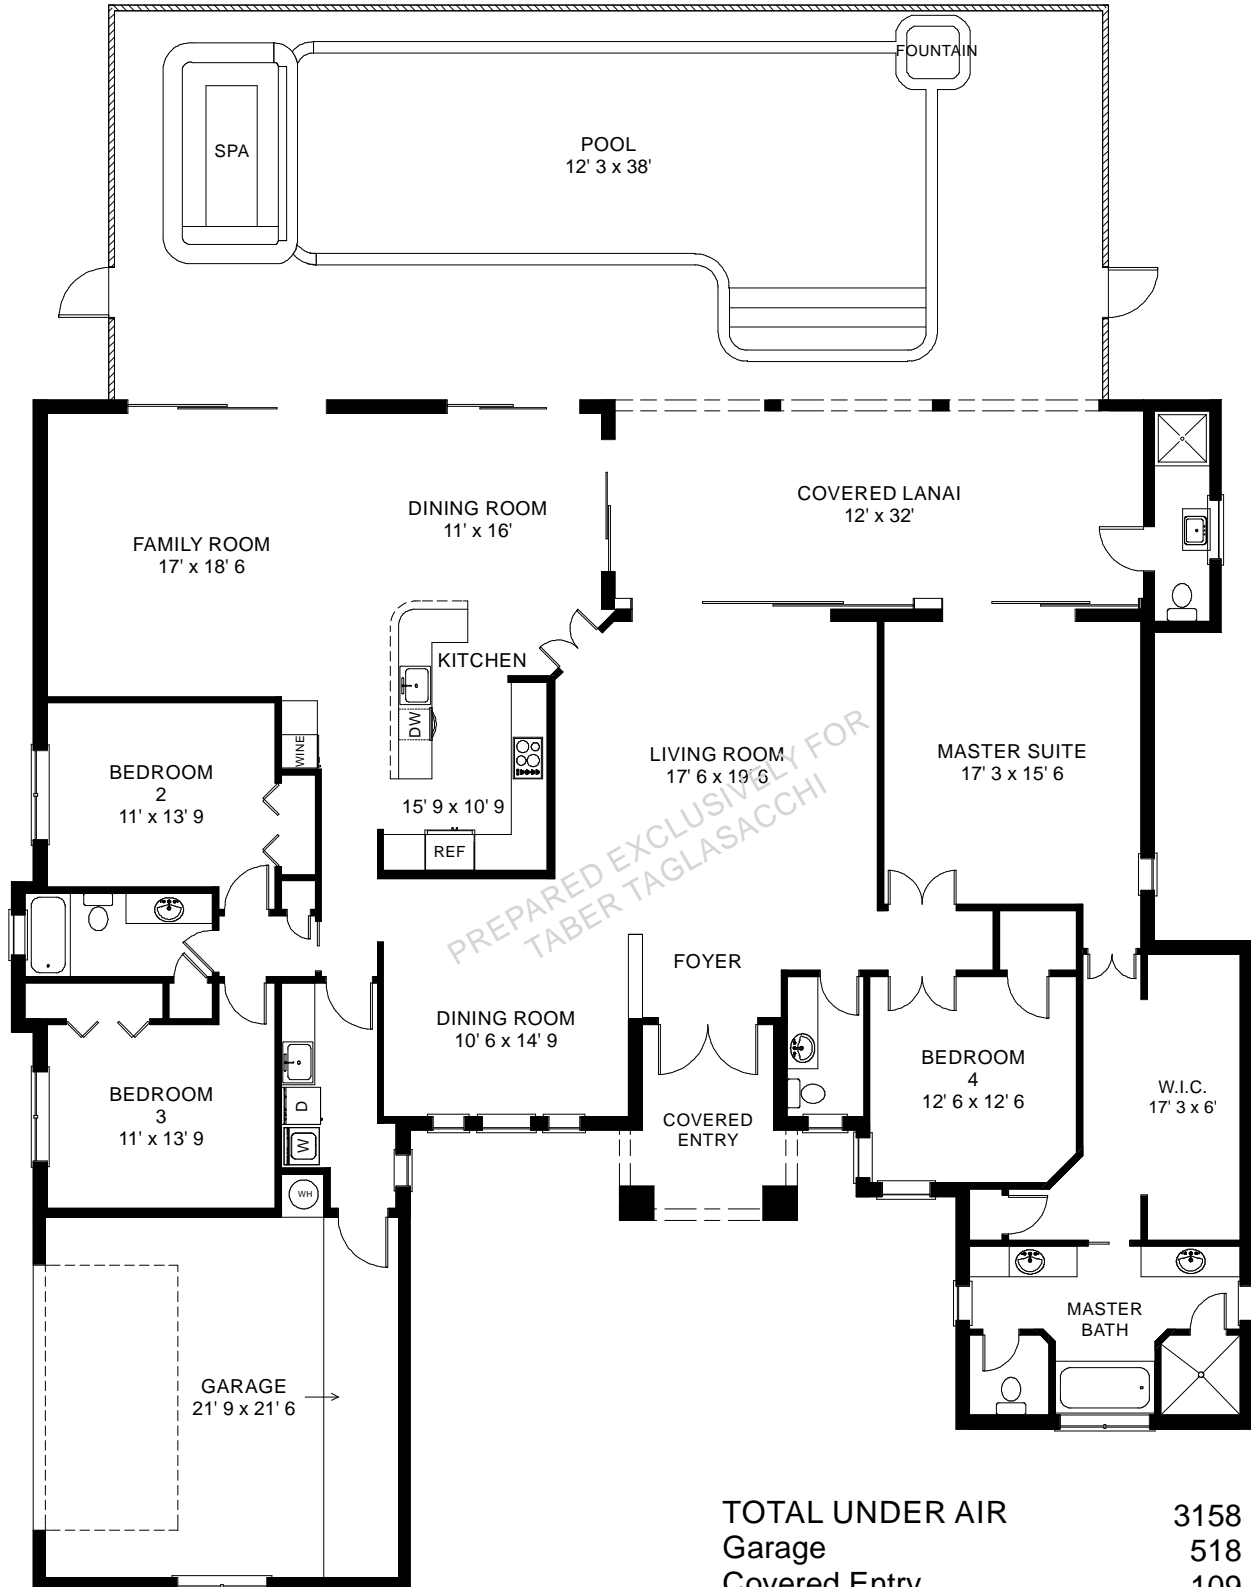 FOUNTAIN
SPA
POOL
12' 3 x 38'
COVERED LANAI
12' x 32'
DINING ROOM
11' x 16'
FAMILY ROOM
17' x 18' 6
KITCHEN
DW
WINE
15' 9 x 10' 9
REF
LIVING ROOM
17' 6 x 19' 6
MASTER SUITE
17' 3 x 15' 6
BEDROOM
2
11' x 13' 9
PREPARED EXCLUSIVELY FOR
TABER TAGLASACCHI
FOYER
DINING ROOM
10' 6 x 14' 9
BEDROOM
3
11' x 13' 9
D
W
WH
COVERED
ENTRY
BEDROOM
4
12' 6 x 12' 6
W.I.C.
17' 3 x 6'
MASTER
BATH
GARAGE
21' 9 x 21' 6
TOTAL UNDER AIR 3158
Garage 518
Covered Entry 109